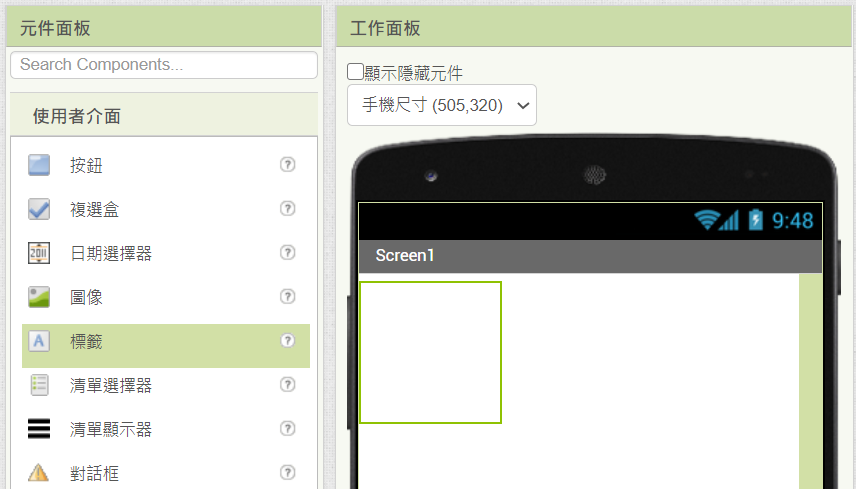 元件面板
Search Components...
使用者介面
按鈕
複選盒
日期選擇器
2011
圖像
A
標籤
清單選擇器
清單顯示器
對話框
工作面板
顯示隱藏元件
手機尺寸 (505,320)
9:48
Screen1